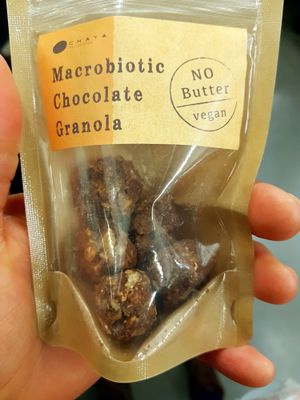 CHAYA
Macrobiotic
Chocolate
Granola
NO
Butter
vegan